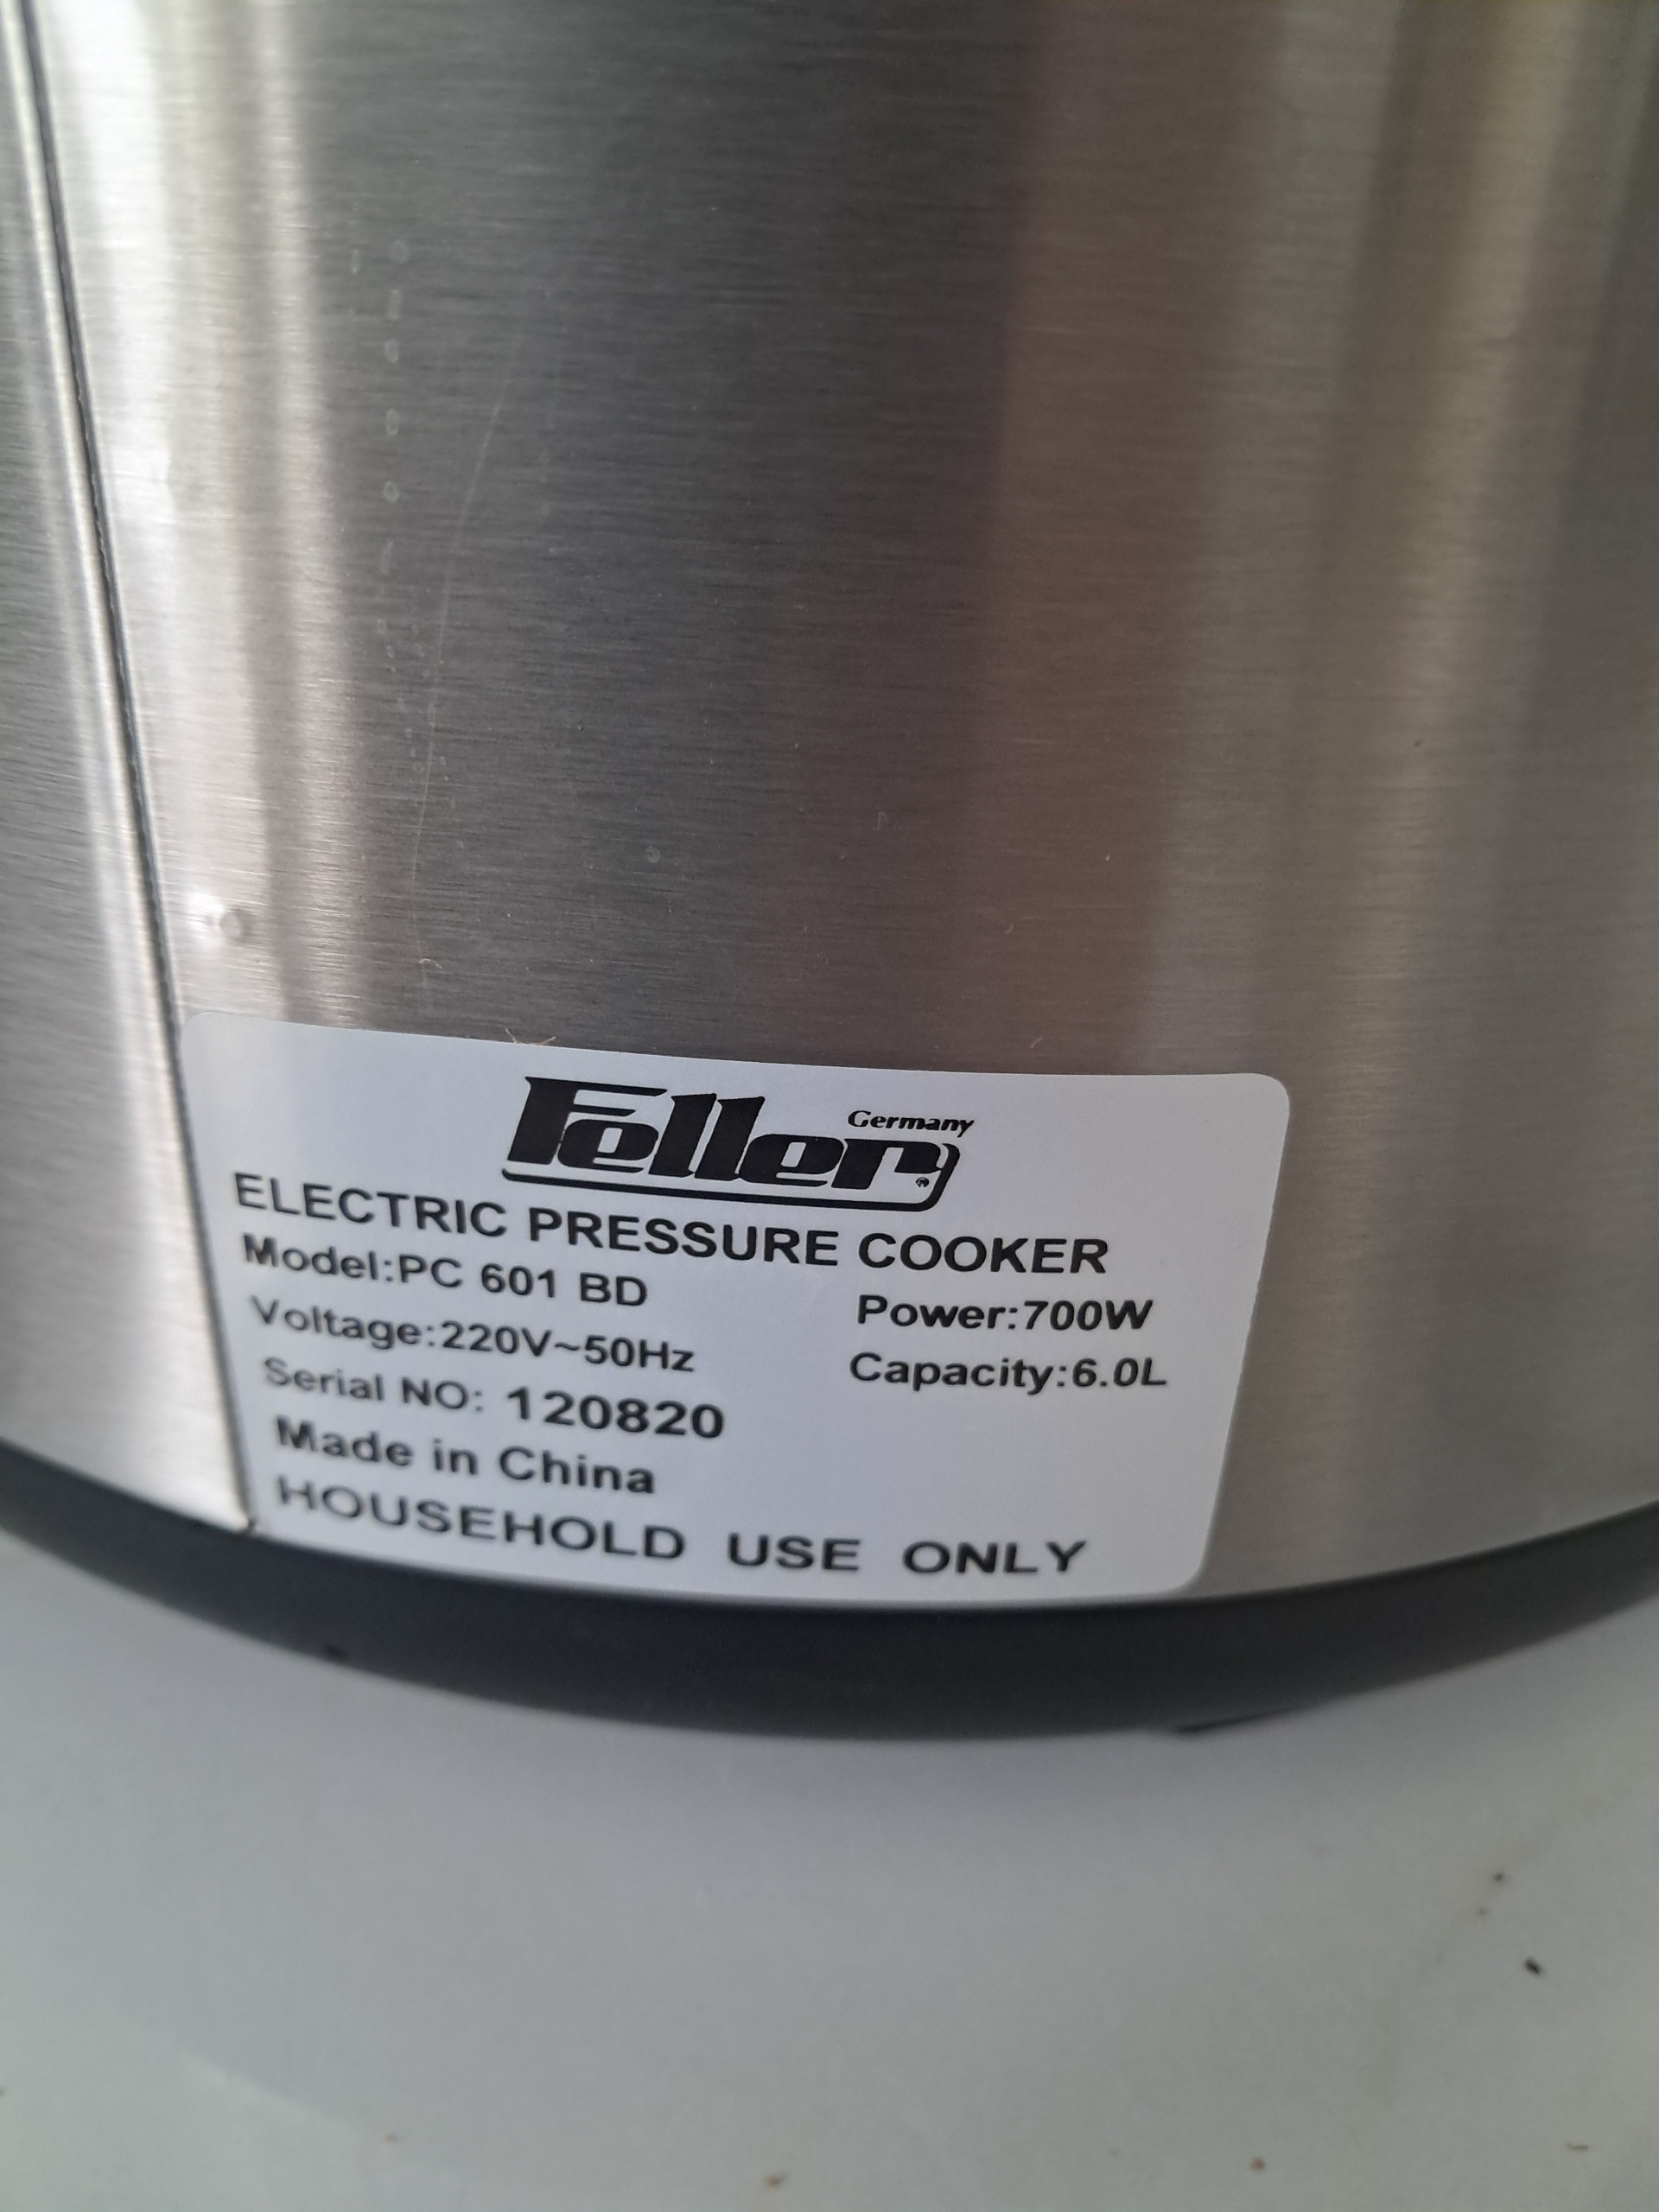 Feller Germany
ELECTRIC PRESSURE COOKER
Model:PC 601 BD
Power:700W
Voltage:220V~50Hz
Capacity:6.0L
Serial NO: 120820
Made in China
HOUSEHOLD USE ONLY